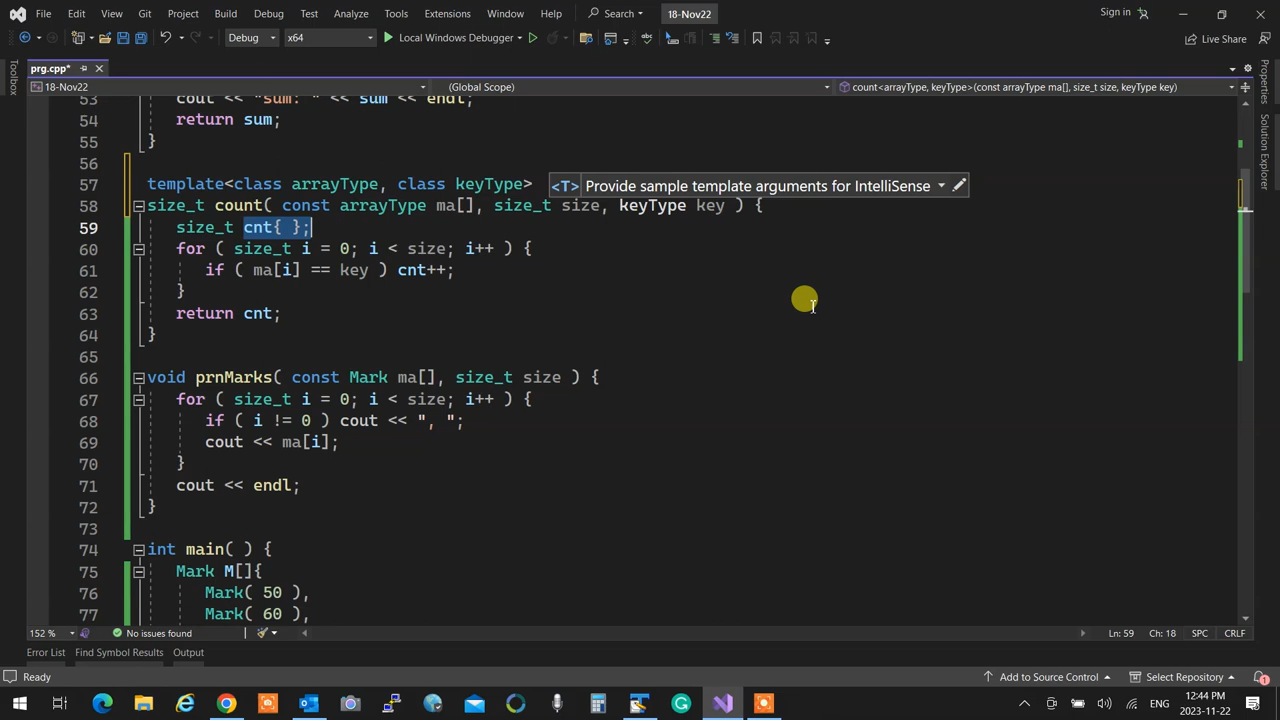 File Edit View Git Project Build Debug Test Analyze Tools Extensions Window Help Search 18-Nov22 Sign in
Debug x64 Local Windows Debugger Live Share
prg.cpp*
18-Nov22 (Global Scope) count<arrayType, keyType>(const arrayType ma[], size_t size, keyType key)
Toolbox
Properties
Solution Explorer
53 cout << "sum: " << sum << endl;
54 return sum;
55 }
56
57 template<class arrayType, class keyType> <T> Provide sample template arguments for IntelliSense
58 size_t count( const arrayType ma[], size_t size, keyType key ) {
59 size_t cnt{ };
60 for ( size_t i = 0; i < size; i++ ) {
61 if ( ma[i] == key ) cnt++;
62 }
63 return cnt;
64 }
65
66 void prnMarks( const Mark ma[], size_t size ) {
67 for ( size_t i = 0; i < size; i++ ) {
68 if ( i != 0 ) cout << ", ";
69 cout << ma[i];
70 }
71 cout << endl;
72 }
73
74 int main( ) {
75 Mark M[]{
76 Mark( 50 ),
77 Mark( 60 ),
152 % No issues found Ln: 59 Ch: 18 SPC CRLF
Error List Find Symbol Results Output
Ready Add to Source Control Select Repository 1
ENG 12:44 PM
2023-11-22